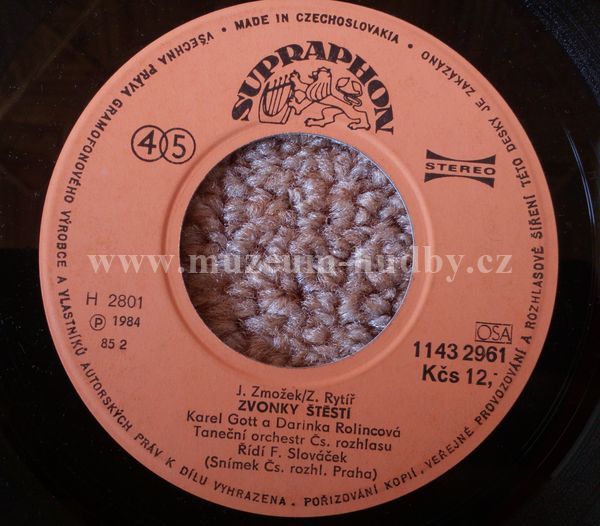 VŠECHNA PRÁVA GRAMOFONOVÉHO VÝROBCE A VLASTNÍKŮ AUTORSKÝCH PRÁV K DÍLU VYHRAZENA. POŘIZOVÁNÍ KOPIÍ, VEŘEJNÉ PROVOZOVÁNÍ A ROZHLASOVÉ ŠÍŘENÍ TÉTO DESKY JE ZAKÁZÁNO • MADE IN CZECHOSLOVAKIA •
SUPRAPHON
45
STEREO
www.muzeum-hudby.cz
H 2801
Ⓟ 1984
85 2
OSA
1143 2961
Kčs 12,-
J. Zmožek/Z. Rytíř
ZVONKY ŠTĚSTÍ
Karel Gott a Darinka Rolincová
Taneční orchestr Čs. rozhlasu
Řídí F. Slováček
(Snímek Čs. rozhl. Praha)